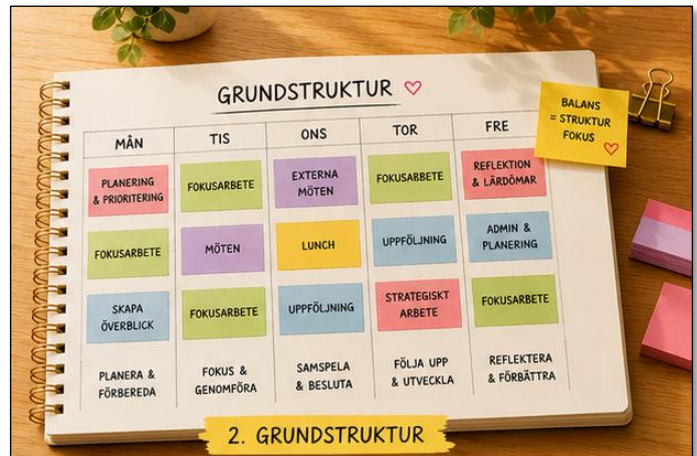 GRUNDSTRUKTUR
BALANS
= STRUKTUR
FOKUS
MÅN
TIS
ONS
TOR
FRE
PLANERING
& PRIORITERING
FOKUSARBETE
EXTERNA
MÖTEN
FOKUSABBETE
REFLEKTION
& LÄRDÖMAR
FOKUSARBETE
MÖTEN
LUNCH
UPPFÖLJNING
ADMIN &
PLANERING
SKAPA
ÖVERBLICK
FOKUSARBETE
UPPFÖLJNING
STRATEGISKT
ARBETE
FOKUSARBETE
PLANERA &
FÖRBEREDA
FOKUS &
GENOMFÖRA
SAMSPELA
& BESLUTA
FÖLJA UPP
& UTVECKLA
REFLEKTERA
& FÖRBÄTTRA
2. GRUNDSTRUKTUR